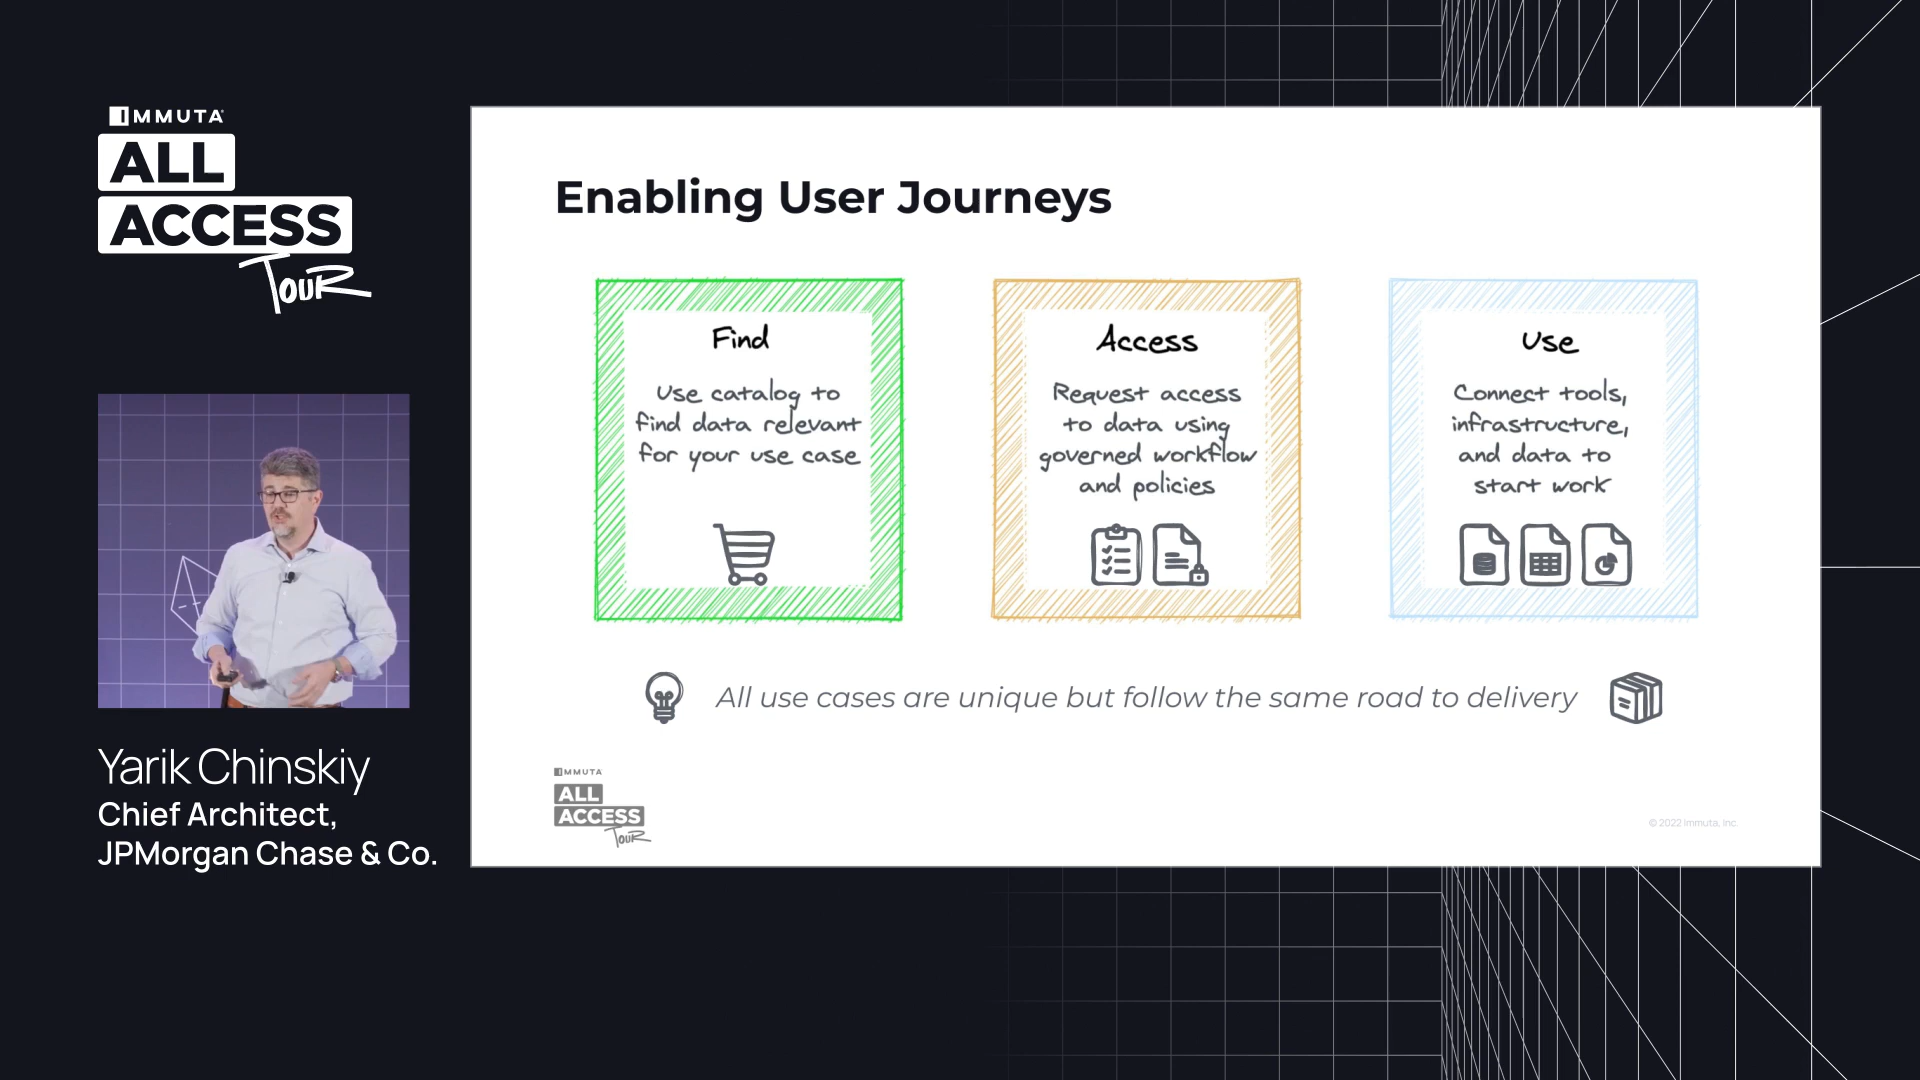 IMMUTA
ALL
ACCESS
TOUR
Yarik Chinskiy
Chief Architect,
JPMorgan Chase & Co.
Enabling User Journeys
Find
Use catalog to
find data relevant
for your use case
Access
Request access
to data using
governed workflow
and policies
Use
Connect tools,
infrastructure,
and data to
start work
All use cases are unique but follow the same road to delivery
IMMUTA
ALL
ACCESS
TOUR
© 2022 Immuta, Inc.